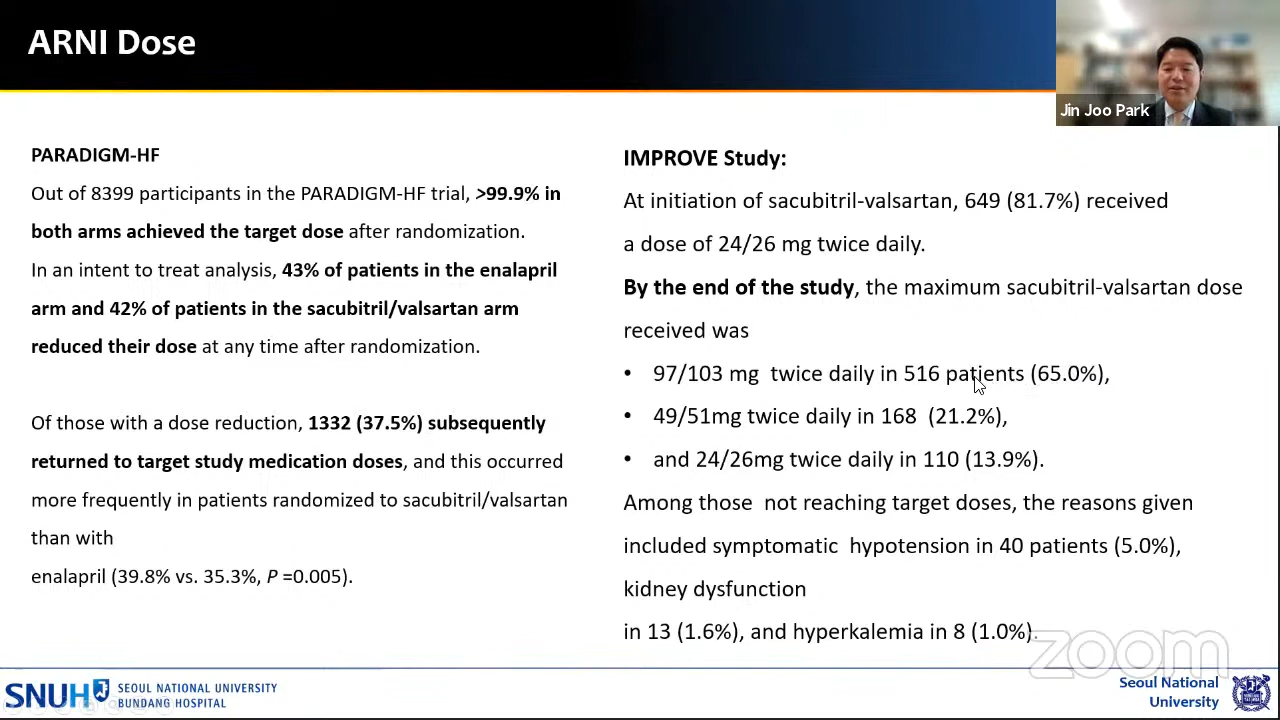 ARNI Dose
Jin Joo Park
PARADIGM-HF
Out of 8399 participants in the PARADIGM-HF trial, >99.9% in
both arms achieved the target dose after randomization.
In an intent to treat analysis, 43% of patients in the enalapril
arm and 42% of patients in the sacubitril/valsartan arm
reduced their dose at any time after randomization.
Of those with a dose reduction, 1332 (37.5%) subsequently
returned to target study medication doses, and this occurred
more frequently in patients randomized to sacubitril/valsartan
than with
enalapril (39.8% vs. 35.3%, P =0.005).
IMPROVE Study:
At initiation of sacubitril-valsartan, 649 (81.7%) received
a dose of 24/26 mg twice daily.
By the end of the study, the maximum sacubitril-valsartan dose
received was
• 97/103 mg twice daily in 516 patients (65.0%),
• 49/51mg twice daily in 168 (21.2%),
• and 24/26mg twice daily in 110 (13.9%).
Among those not reaching target doses, the reasons given
included symptomatic hypotension in 40 patients (5.0%),
kidney dysfunction
in 13 (1.6%), and hyperkalemia in 8 (1.0%).
zoom
SNUH
SEOUL NATIONAL UNIVERSITY
BUNDANG HOSPITAL
Seoul National
University